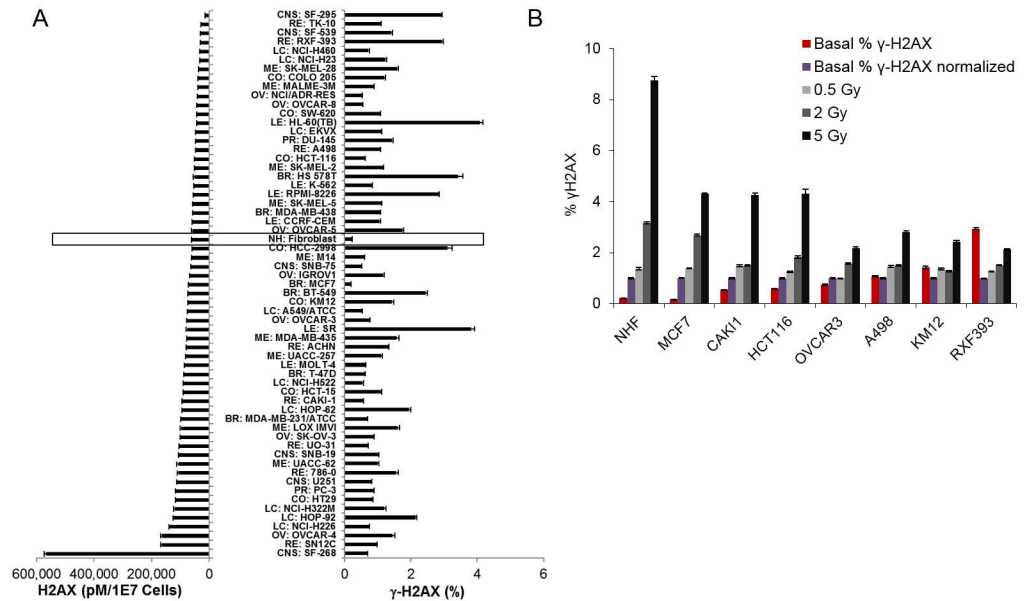 A
CNS: SF-295
RE: TK-10
CNS: SF-539
RE: RXF-393
LC: NCI-H460
LC: NCI-H23
ME: SK-MEL-28
CO: COLO 205
ME: MALME-3M
OV: NCI/ADR-RES
OV: OVCAR-8
CO: SW-620
LE: HL-60(TB)
LC: EKVX
PR: DU-145
RE: A498
CO: HCT-116
ME: SK-MEL-2
BR: HS 578T
LE: K-562
LE: RPMI-8226
ME: SK-MEL-5
BR: MDA-MB-438
LE: CCRF-CEM
OV: OVCAR-5
NH: Fibroblast
CO: HCC-2998
ME: M14
CNS: SNB-75
OV: IGROV1
BR: MCF7
BR: BT-549
CO: KM12
LC: A549/ATCC
OV: OVCAR-3
LE: SR
ME: MDA-MB-435
RE: ACHN
ME: UACC-257
LE: MOLT-4
BR: T-47D
LC: NCI-H522
CO: HCT-15
RE: CAKI-1
LC: HOP-62
BR: MDA-MB-231/ATCC
ME: LOX IMVI
OV: SK-OV-3
RE: UO-31
CNS: SNB-19
ME: UACC-62
RE: 786-0
CNS: U251
PR: PC-3
CO: HT29
LC: NCI-H322M
LC: HOP-92
LC: NCI-H226
OV: OVCAR-4
RE: SN12C
CNS: SF-268
600,000 400,000 200,000 0
H2AX (pM/1E7 Cells)
0 2 4 6
γ-H2AX (%)
B
Basal % γ-H2AX
Basal % γ-H2AX normalized
0.5 Gy
2 Gy
5 Gy
% γH2AX
10
8
6
4
2
0
NHF
MCF7
CAKI1
HCT116
OVCAR3
A498
KM12
RXF393